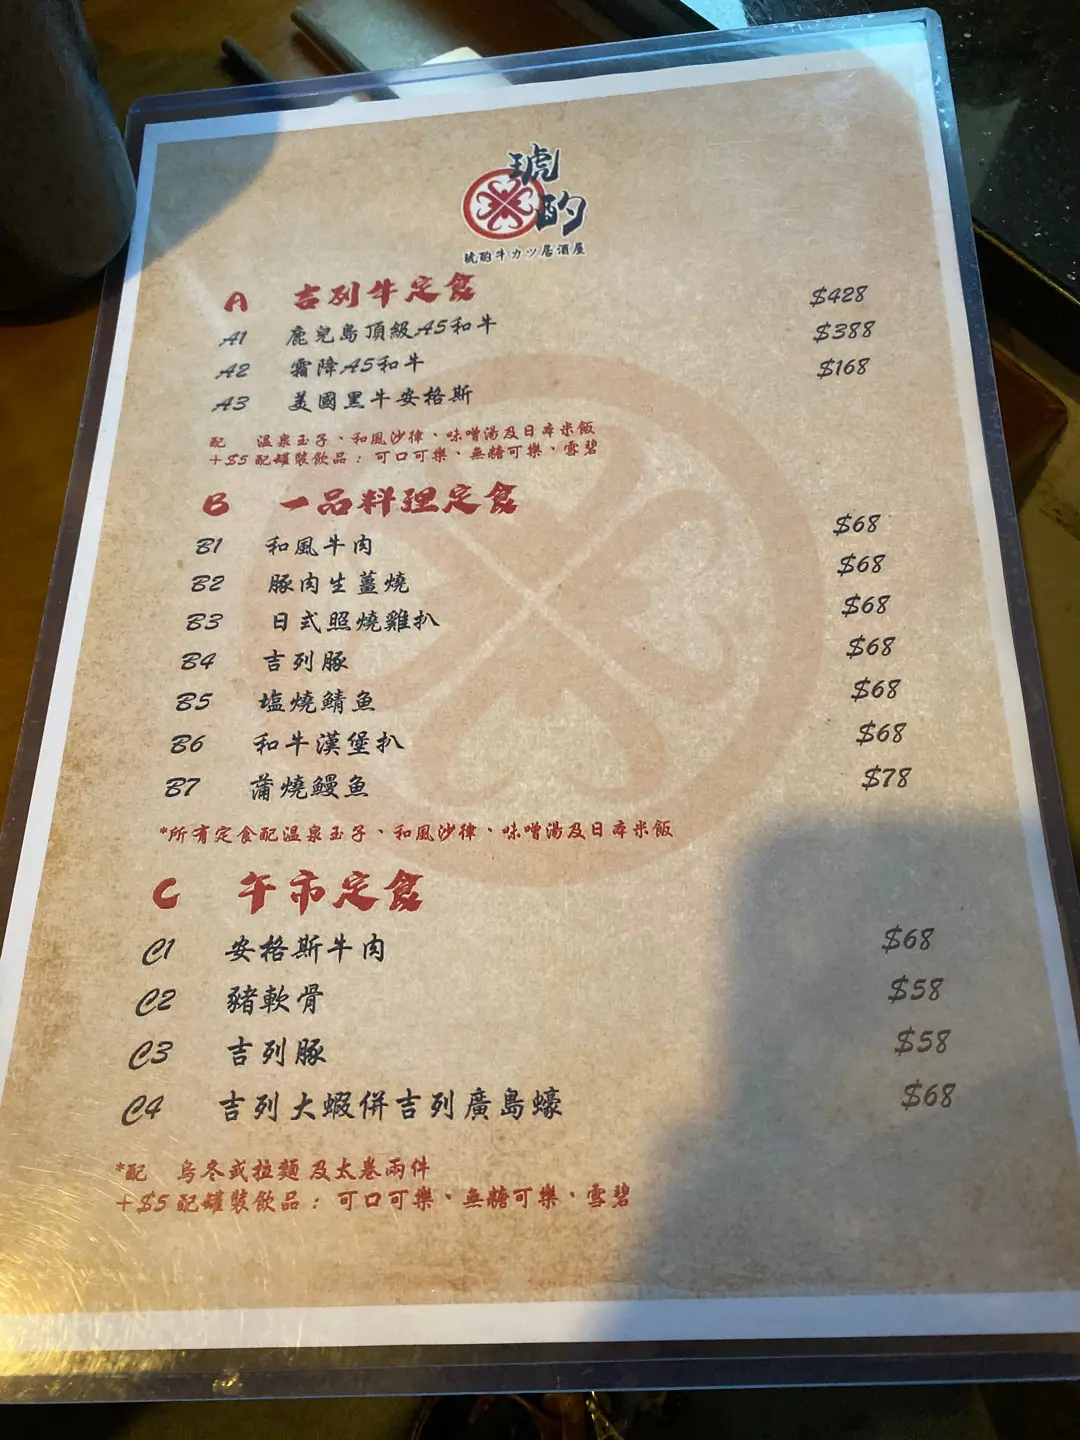 琥
酌
琥酌牛カツ居酒屋
A 吉列牛定食
A1 鹿兒島頂級A5和牛 $428
A2 霜降A5和牛 $388
A3 美國黑牛安格斯 $168
配 溫泉玉子、和風沙律、味噌湯及日本米飯
+$5 配罐裝飲品：可口可樂、無糖可樂、雪碧
B 一品料理定食
B1 和風牛肉 $68
B2 豚肉生薑燒 $68
B3 日式照燒雞扒 $68
B4 吉列豚 $68
B5 塩燒鯖魚 $68
B6 和牛漢堡扒 $68
B7 蒲燒鰻魚 $78
*所有定食配溫泉玉子、和風沙律、味噌湯及日本米飯
C 午市定食
C1 安格斯牛肉 $68
C2 豬軟骨 $58
C3 吉列豚 $58
C4 吉列大蝦併吉列廣島蠔 $68
*配 烏冬或拉麵及太卷兩件
+$5 配罐裝飲品：可口可樂、無糖可樂、雪碧